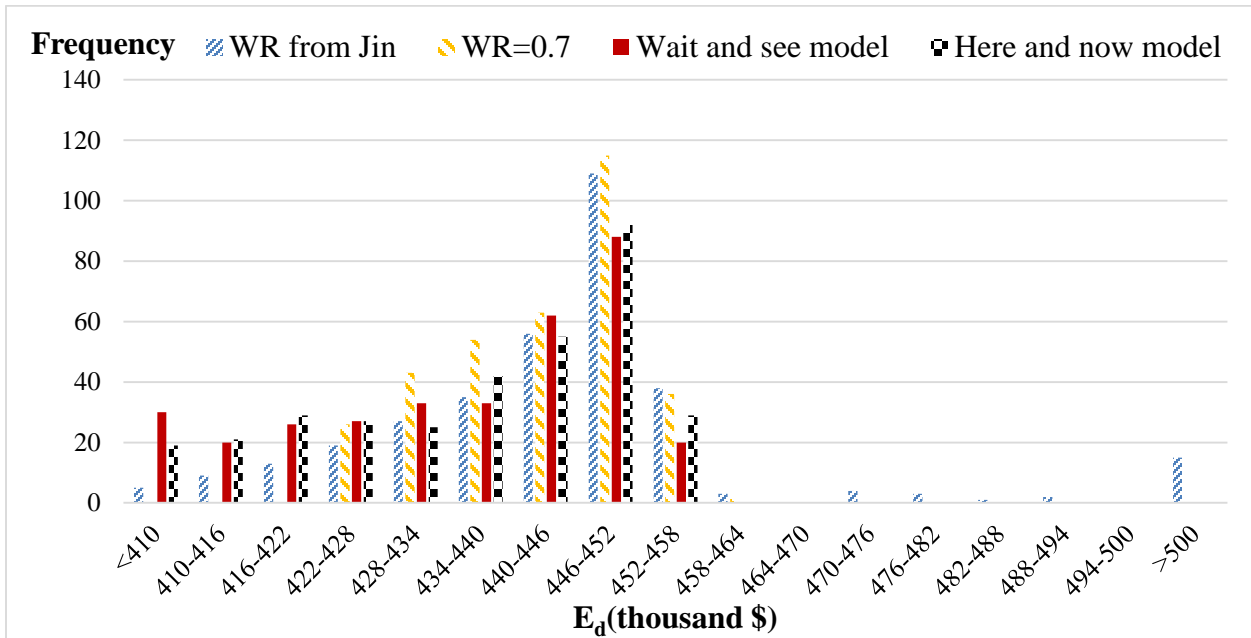 Frequency WR from Jin WR=0.7 Wait and see model Here and now model
140
120
100
80
60
40
20
0
<410 410-416 416-422 422-428 428-434 434-440 440-446 446-452 452-458 458-464 464-470 470-476 476-482 482-488 488-494 494-500 >500
E_d(thousand $)